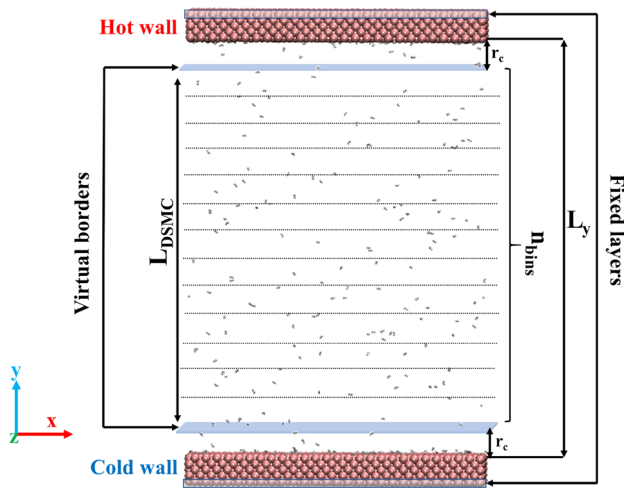 Hot wall
r_c
Virtual borders
L_DSMC
n_bins
L_y
Fixed layers
y
z
x
r_c
Cold wall